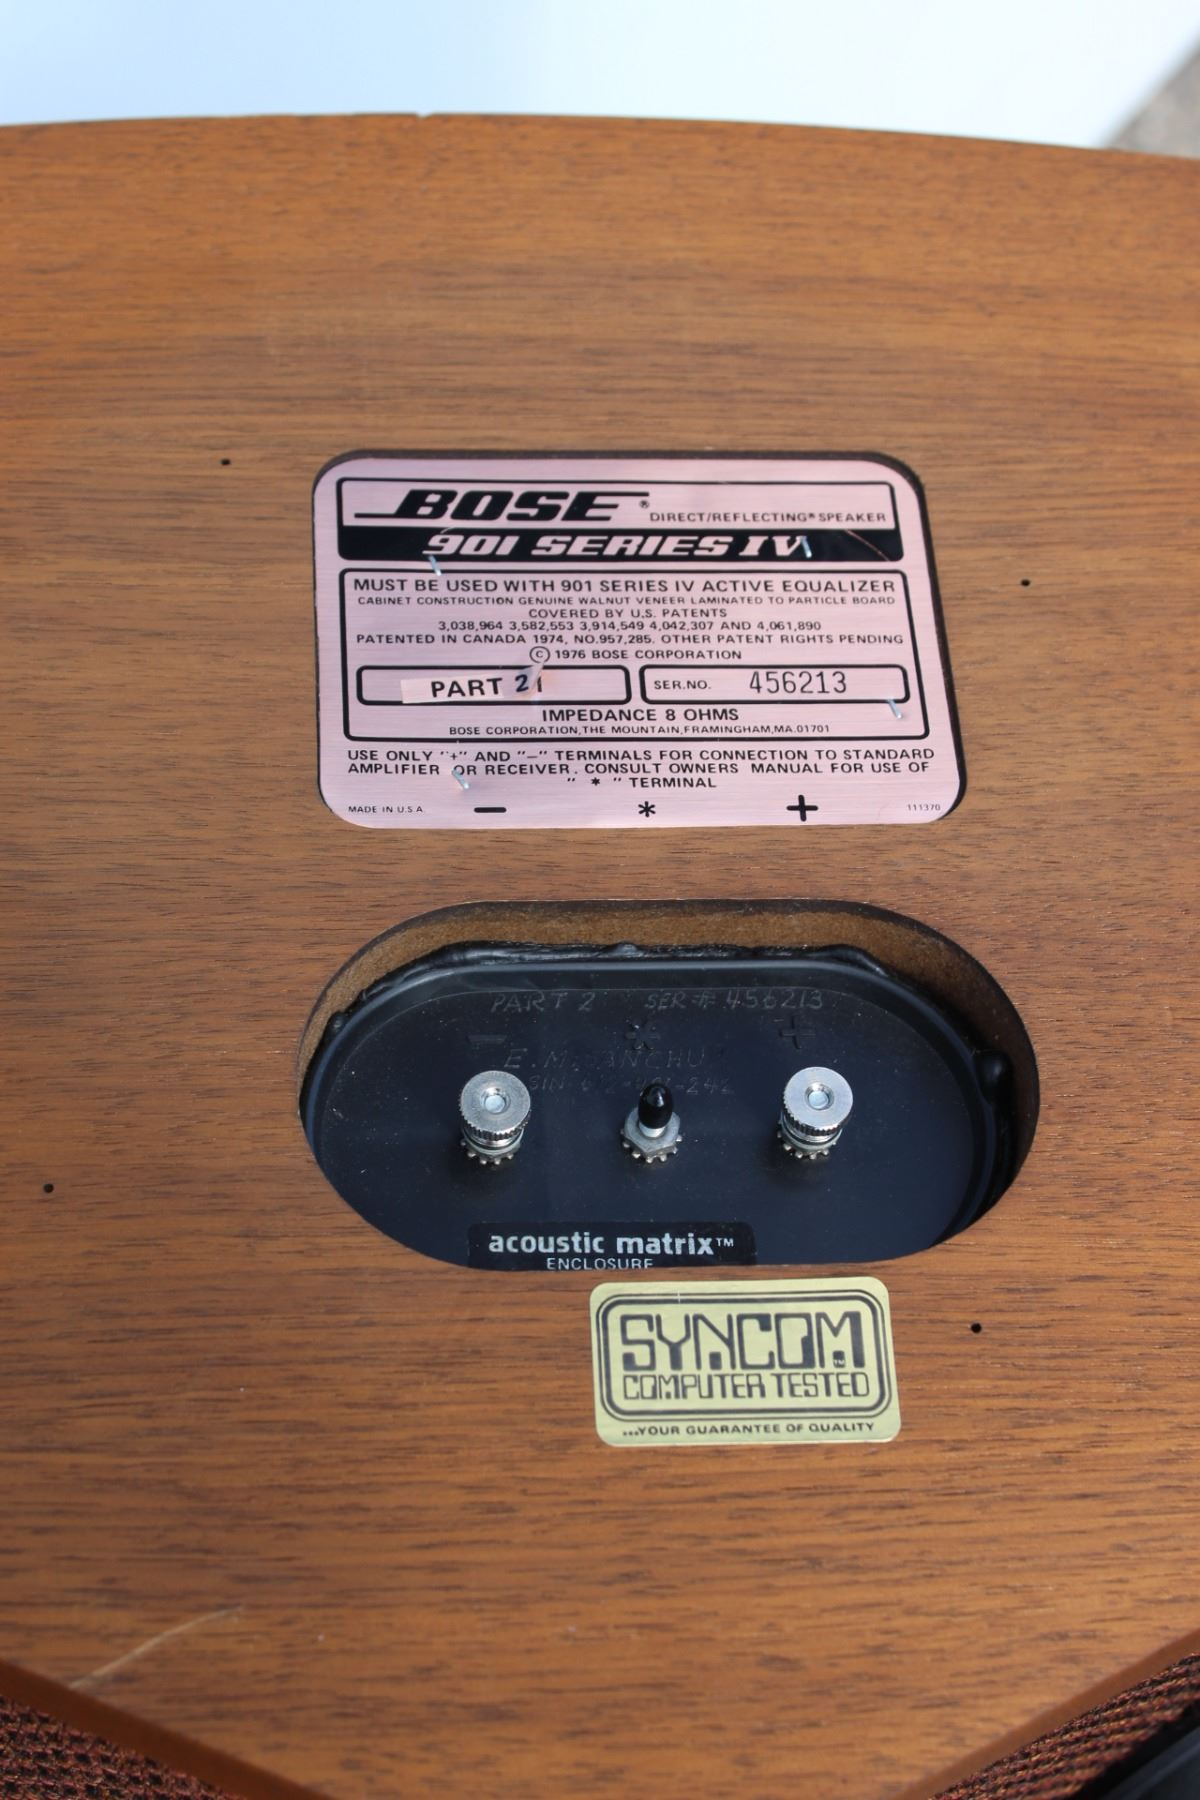 BOSE® DIRECT/REFLECTING® SPEAKER
901 SERIES IV
MUST BE USED WITH 901 SERIES IV ACTIVE EQUALIZER
CABINET CONSTRUCTION GENUINE WALNUT VENEER LAMINATED TO PARTICLE BOARD
COVERED BY U.S. PATENTS
3,038,964 3,582,553 3,914,549 4,042,307 AND 4,061,890
PATENTED IN CANADA 1974, NO.957,285. OTHER PATENT RIGHTS PENDING
© 1976 BOSE CORPORATION
PART 2 SER.NO. 456213
IMPEDANCE 8 OHMS
BOSE CORPORATION, THE MOUNTAIN, FRAMINGHAM, MA. 01701
USE ONLY "+" AND "–" TERMINALS FOR CONNECTION TO STANDARD
AMPLIFIER OR RECEIVER. CONSULT OWNERS MANUAL FOR USE OF
" * " TERMINAL
MADE IN U.S.A. – * + 111370
PART 2 SER # 456213
– * +
E. M.
SIN
acoustic matrix™
ENCLOSURE
SYNCOM™
COMPUTER TESTED
...YOUR GUARANTEE OF QUALITY